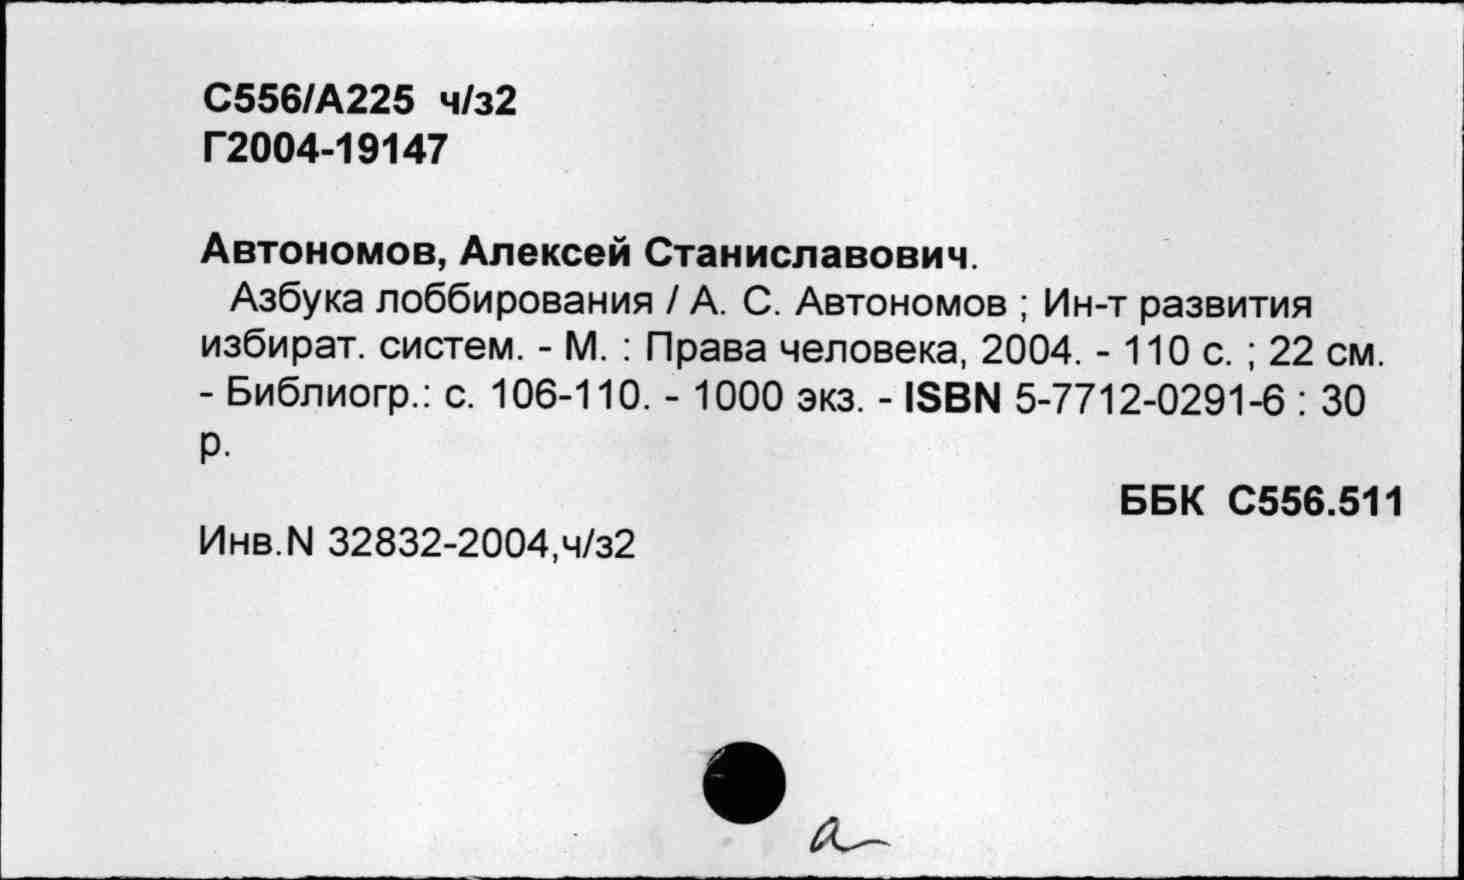 С556/А225 ч/з2
Г2004-19147
Автономов, Алексей Станиславович.
Азбука лоббирования / А. С. Автономов ; Ин-т развития
избират. систем. - М. : Права человека, 2004. - 110 с. ; 22 см.
- Библиогр.: с. 106-110. - 1000 экз. - ISBN 5-7712-0291-6 : 30
р.
ББК С556.511
Инв.N 32832-2004,ч/з2
а